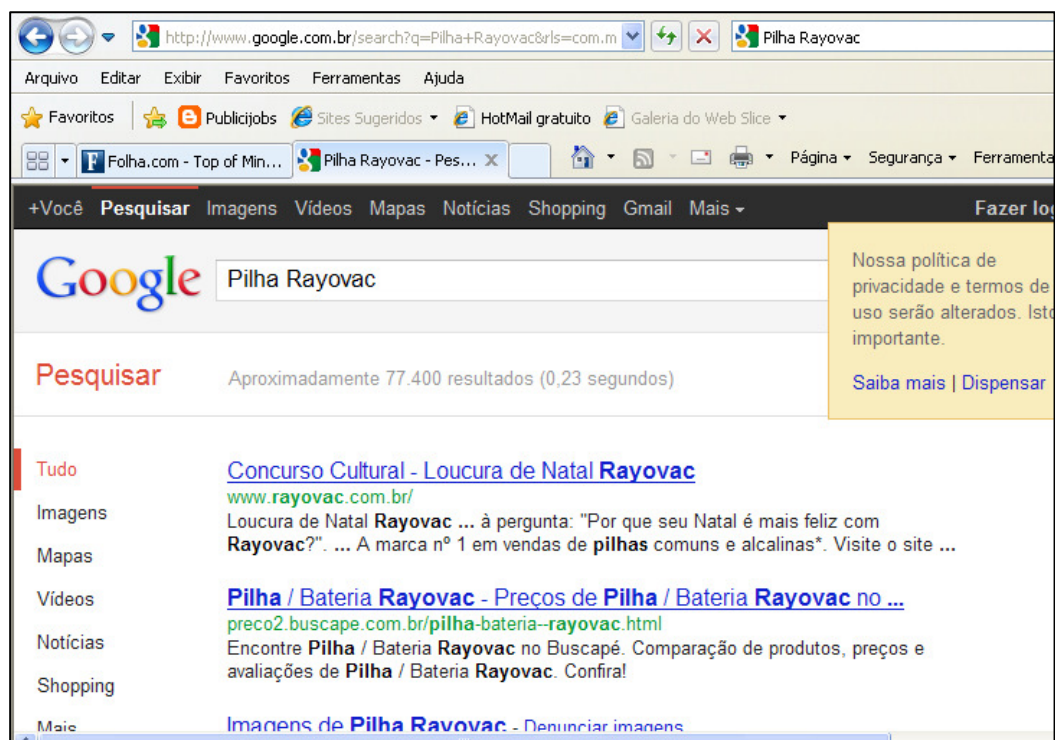 http://www.google.com.br/search?q=Pilha+Rayovac&rls=com.m
Pilha Rayovac
Arquivo Editar Exibir Favoritos Ferramentas Ajuda
Favoritos Publicijobs Sites Sugeridos HotMail gratuito Galeria do Web Slice
Folha.com - Top of Min... Pilha Rayovac - Pes... Página Segurança Ferramenta
+Você Pesquisar Imagens Vídeos Mapas Notícias Shopping Gmail Mais Fazer log
Google Pilha Rayovac
Nossa política de
privacidade e termos de
uso serão alterados. Isto
importante.
Saiba mais | Dispensar
Pesquisar Aproximadamente 77.400 resultados (0,23 segundos)
Tudo
Imagens
Mapas
Vídeos
Notícias
Shopping
Mais
Concurso Cultural - Loucura de Natal Rayovac
www.rayovac.com.br/
Loucura de Natal Rayovac ... à pergunta: "Por que seu Natal é mais feliz com
Rayovac?". ... A marca nº 1 em vendas de pilhas comuns e alcalinas*. Visite o site ...
Pilha / Bateria Rayovac - Preços de Pilha / Bateria Rayovac no ...
preco2.buscape.com.br/pilha-bateria--rayovac.html
Encontre Pilha / Bateria Rayovac no Buscapé. Comparação de produtos, preços e
avaliações de Pilha / Bateria Rayovac. Confira!
Imagens de Pilha Rayovac - Denunciar imagens